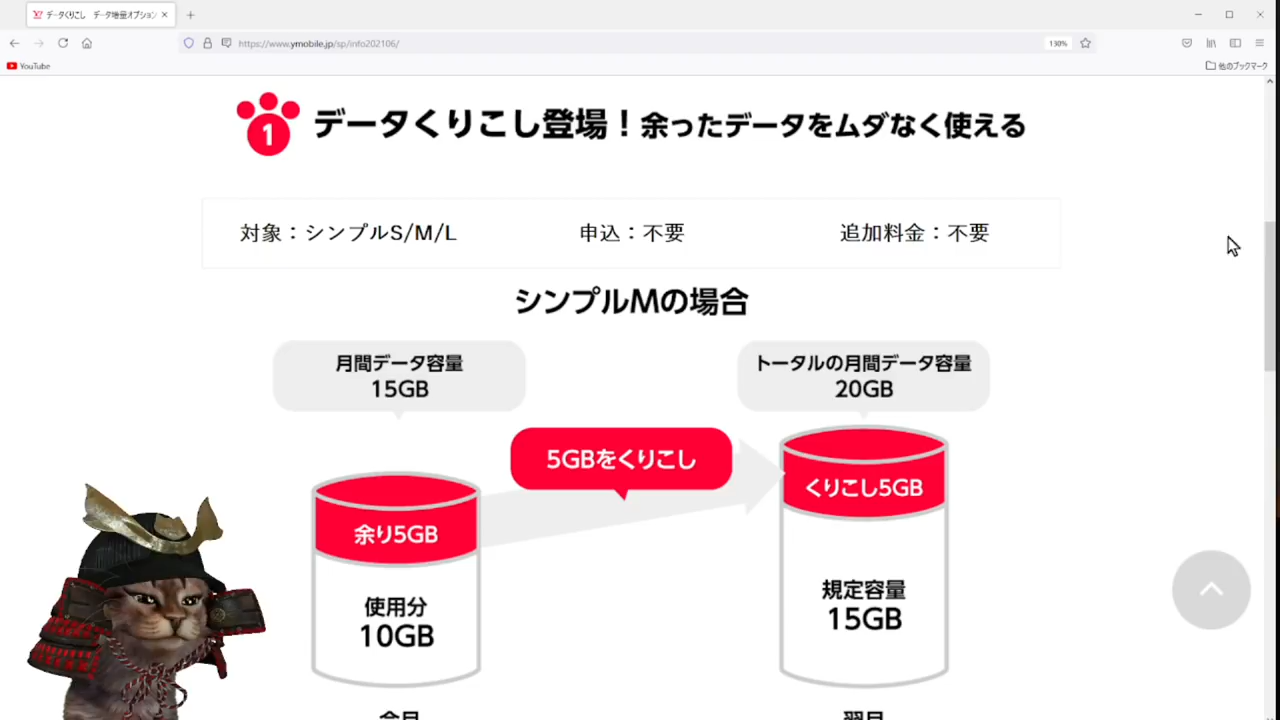 データくりこし データ増量オプション
https://www.ymobile.jp/sp/info202106/
130%
YouTube
他のブックマーク
1
データくりこし登場！余ったデータをムダなく使える
対象：シンプルS/M/L
申込：不要
追加料金：不要
シンプルMの場合
月間データ容量
15GB
トータルの月間データ容量
20GB
5GBをくりこし
くりこし5GB
余り5GB
規定容量
15GB
使用分
10GB
今月
翌月